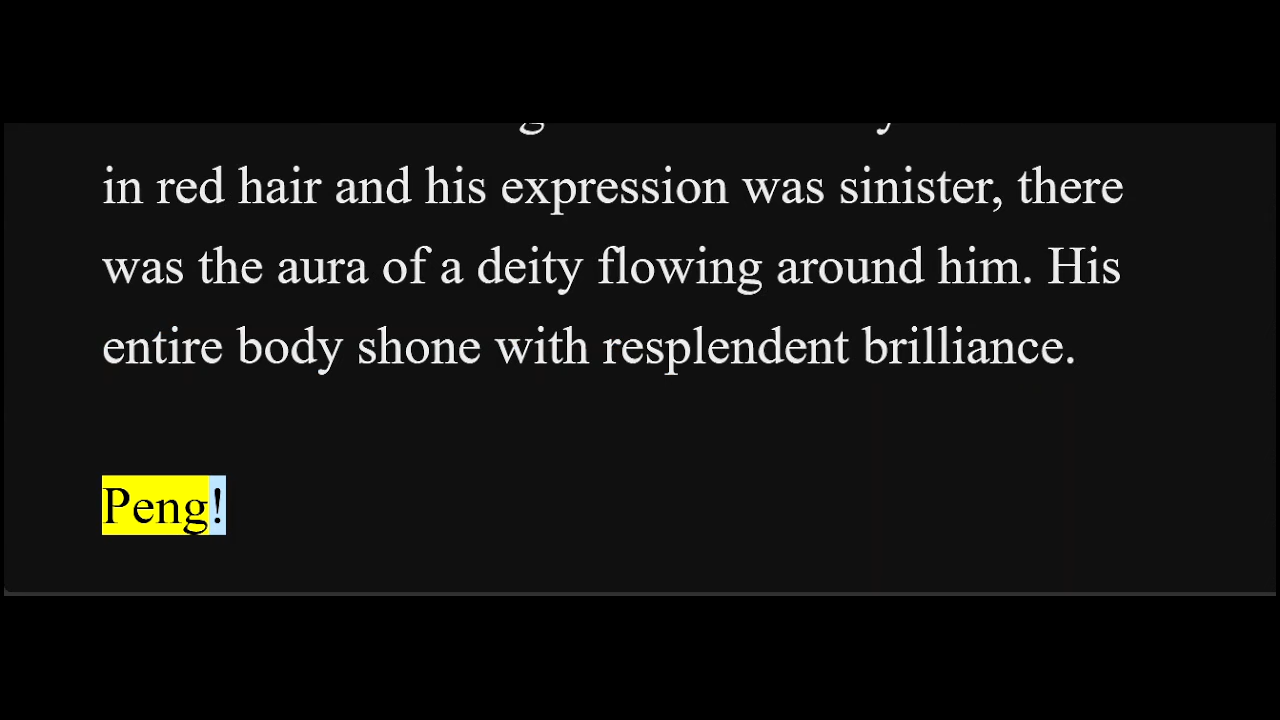 in red hair and his expression was sinister, there
was the aura of a deity flowing around him. His
entire body shone with resplendent brilliance.
Peng!